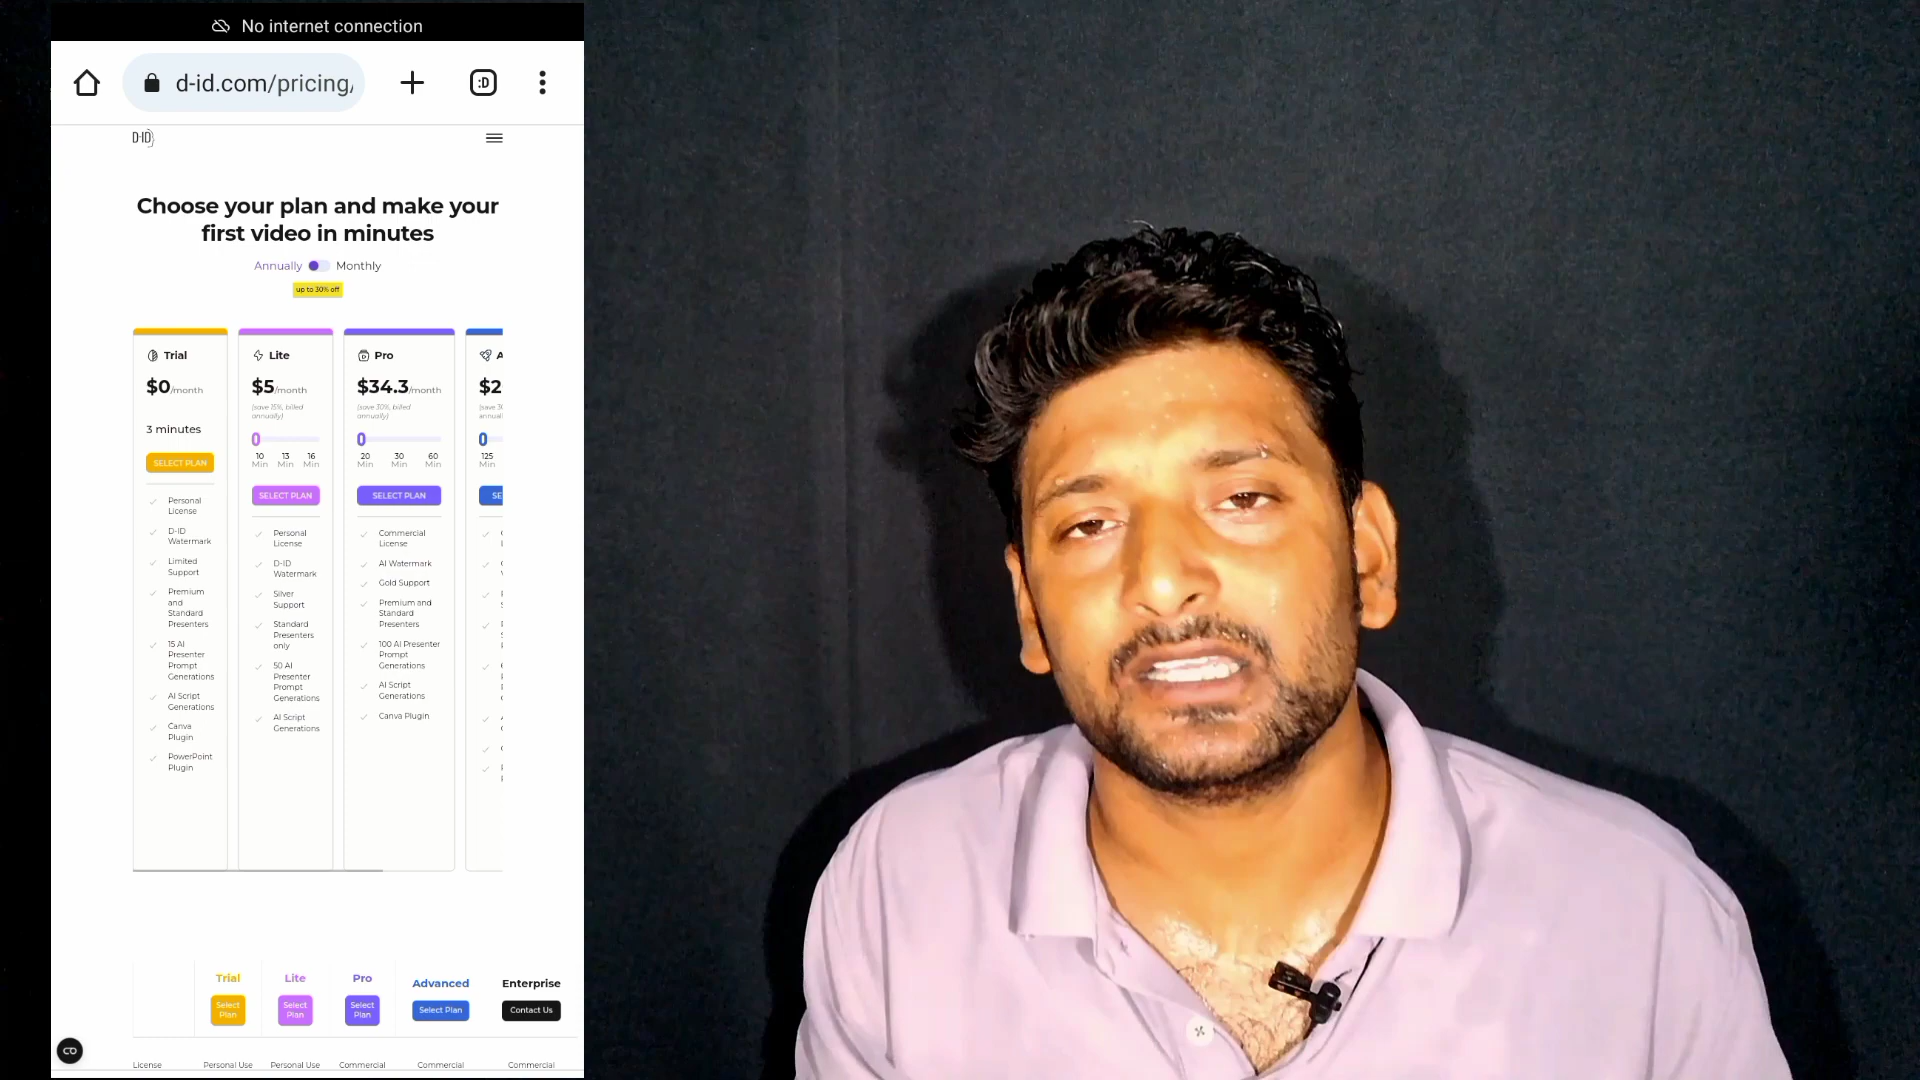 No internet connection
d-id.com/pricing/
:D
D-ID
Choose your plan and make your
first video in minutes
Annually Monthly
up to 30% off
Trial
$0/month
3 minutes
SELECT PLAN
Personal
License
D-ID
Watermark
Limited
Support
Premium
and
Standard
Presenters
15 AI
Presenter
Prompt
Generations
AI Script
Generations
Canva
Plugin
PowerPoint
Plugin
Lite
$5/month
(save 15%, billed
annually)
10 13 16
Min Min Min
SELECT PLAN
Personal
License
D-ID
Watermark
Silver
Support
Standard
Presenters
only
50 AI
Presenter
Prompt
Generations
AI Script
Generations
Pro
$34.3/month
(save 30%, billed
annually)
20 30 60
Min Min Min
SELECT PLAN
Commercial
License
AI Watermark
Gold Support
Premium and
Standard
Presenters
100 AI Presenter
Prompt
Generations
AI Script
Generations
Canva Plugin
A
$2
125
Min
SE
Trial Lite Pro Advanced Enterprise
Select Plan Select Plan Select Plan Select Plan Contact Us
License Personal Use Personal Use Commercial Commercial Commercial